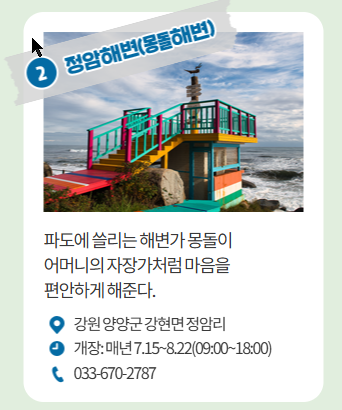 2 정암해변(몽돌해변)
파도에 쓸리는 해변가 몽돌이
어머니의 자장가처럼 마음을
편안하게 해준다.
강원 양양군 강현면 정암리
개장: 매년 7.15~8.22(09:00~18:00)
033-670-2787